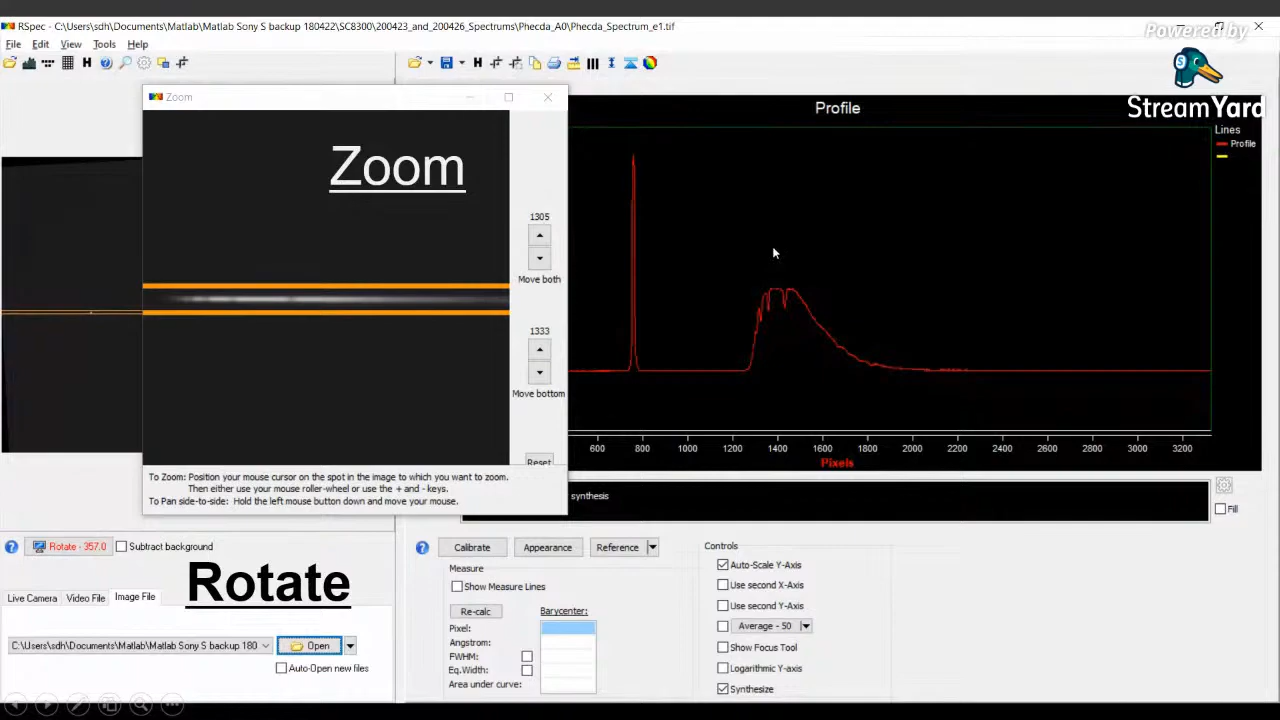 RSpec - C:\Users\sdh\Documents\Matlab\Matlab Sony S backup 180422\SC8300\200423_and_200426_Spectrums\Phecda_A0\Phecda_Spectrum_e1.tif
Powered by
StreamYard
File Edit View Tools Help
Zoom
Zoom
1305
Move both
1333
Move bottom
Reset
To Zoom: Position your mouse cursor on the spot in the image to which you want to zoom.
Then either use your mouse roller-wheel or use the + and - keys.
To Pan side-to-side: Hold the left mouse button down and move your mouse.
Profile
Lines
Profile
600 800 1000 1200 1400 1600 1800 2000 2200 2400 2600 2800 3000 3200
Pixels
synthesis
Fill
Rotate - 357.0
Subtract background
Rotate
Live Camera Video File Image File
C:\Users\sdh\Documents\Matlab\Matlab Sony S backup 180
Open
Auto-Open new files
Calibrate Appearance Reference
Measure
Show Measure Lines
Re-calc
Barycenter:
Pixel:
Angstrom:
FWHM:
Eq.Width:
Area under curve:
Controls
Auto-Scale Y-Axis
Use second X-Axis
Use second Y-Axis
Average - 50
Show Focus Tool
Logarithmic Y-axis
Synthesize